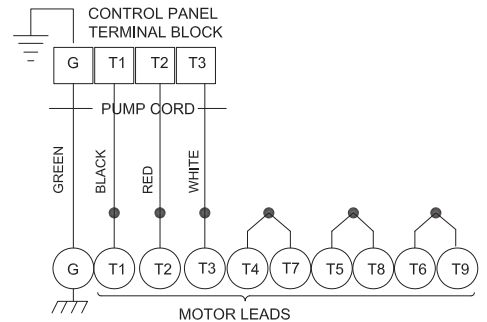 CONTROL PANEL
TERMINAL BLOCK
G T1 T2 T3
PUMP CORD
GREEN
BLACK
RED
WHITE
G T1 T2 T3 T4 T7 T5 T8 T6 T9
MOTOR LEADS